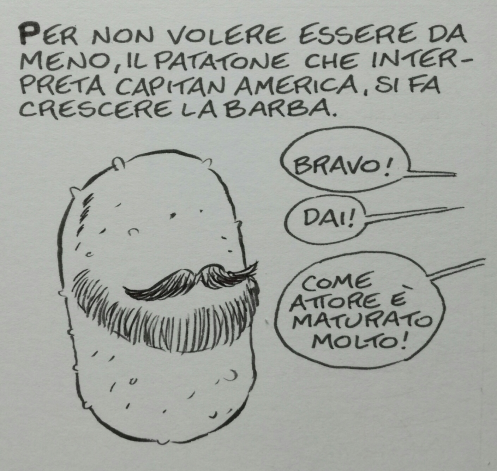 PER NON VOLERE ESSERE DA
MENO, IL PATATONE CHE INTER-
PRETA CAPITAN AMERICA, SI FA
CRESCERE LA BARBA.
BRAVO!
DAI!
COME
ATTORE È
MATURATO
MOLTO!